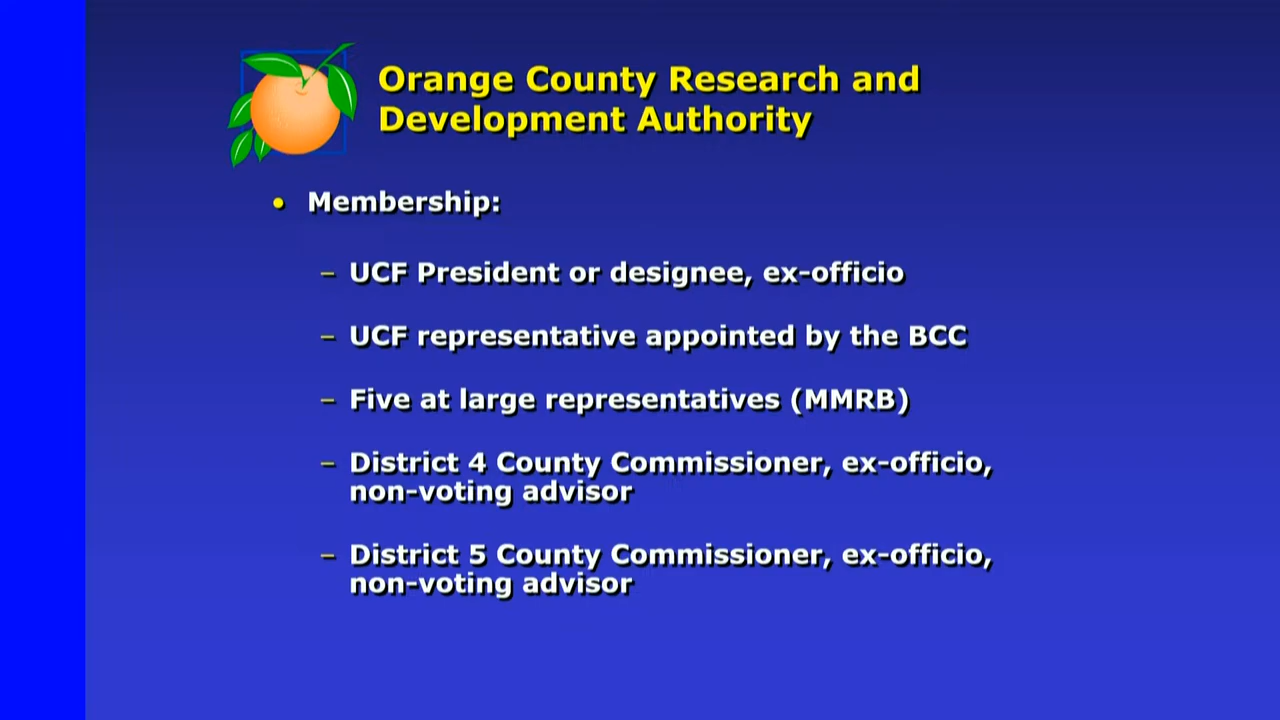 Orange County Research and
Development Authority
• Membership:
– UCF President or designee, ex-officio
– UCF representative appointed by the BCC
– Five at large representatives (MMRB)
– District 4 County Commissioner, ex-officio,
non-voting advisor
– District 5 County Commissioner, ex-officio,
non-voting advisor